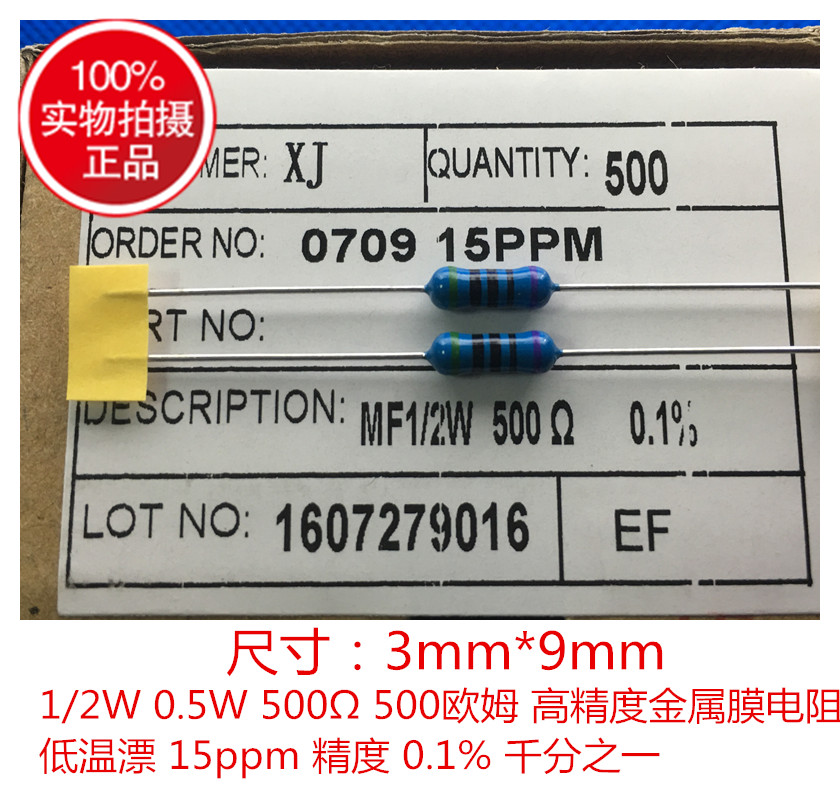 100%
实物拍摄
正品
MER: XJ
QUANTITY: 500
ORDER NO: 0709 15PPM
RT NO:
DESCRIPTION: MF1/2W 500Ω 0.1%
LOT NO: 1607279016
EF
尺寸：3mm*9mm
1/2W 0.5W 500Ω 500欧姆 高精度金属膜电阻
低温漂 15ppm 精度 0.1% 千分之一